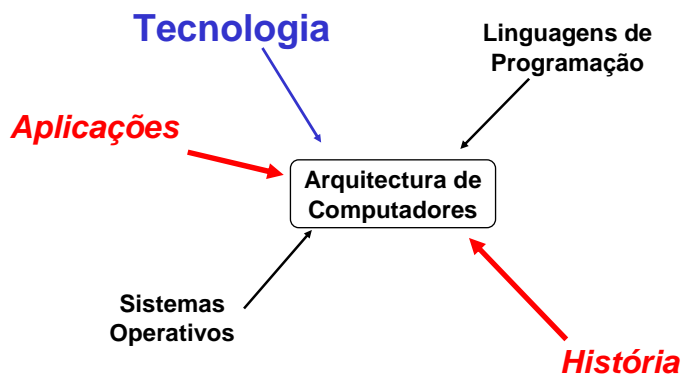 Tecnologia
Linguagens de
Programação
Aplicações
Arquitectura de
Computadores
Sistemas
Operativos
História